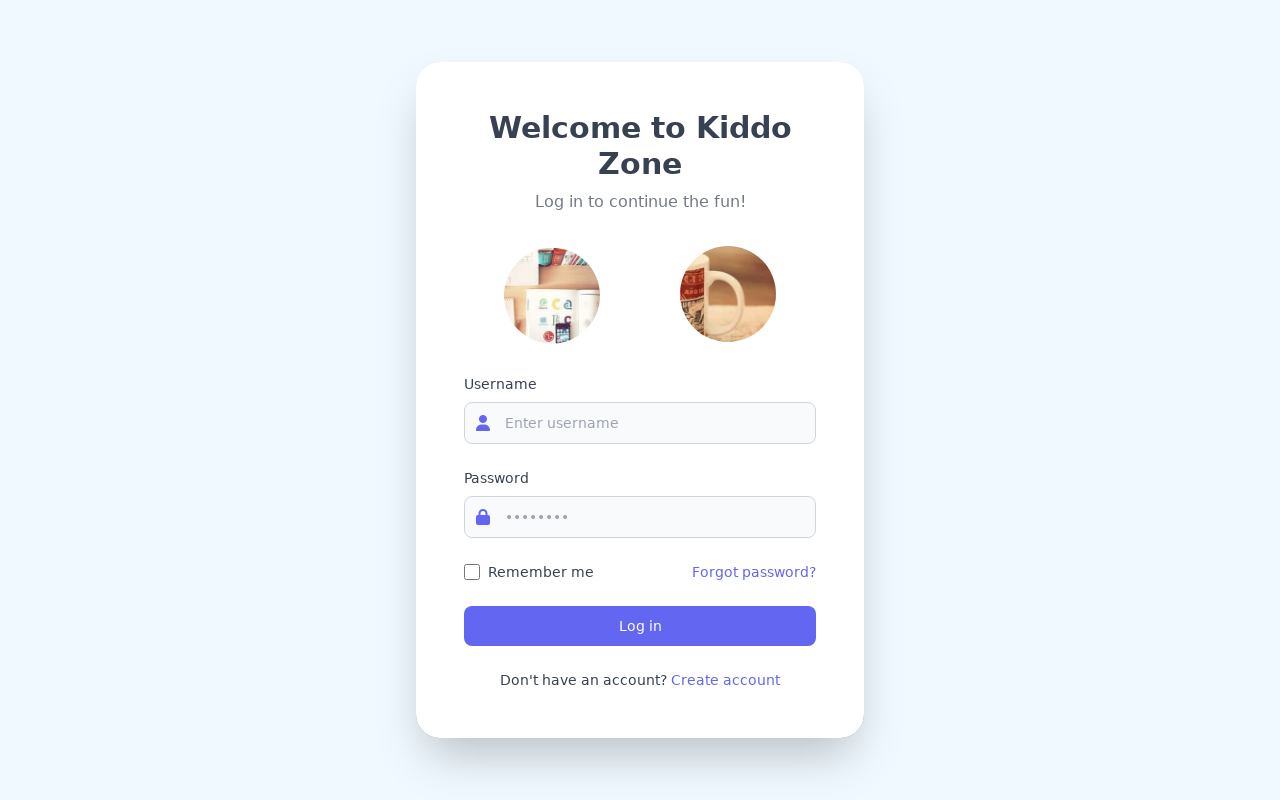 Welcome to Kiddo
Zone
Log in to continue the fun!
Username
Enter username
Password
••••••••
Remember me
Forgot password?
Log in
Don't have an account? Create account